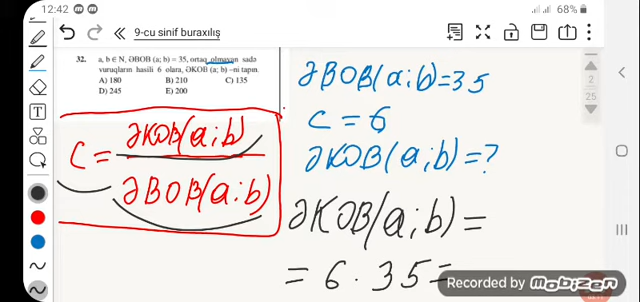 12:42
68%
9-cu sinif buraxılış
32. a, b ∈ N, ƏBOB (a; b) = 35, ortaq olmayan sadə
vuruqların hasili 6 olarsa, ƏKOB (a; b) –ni tapın.
A) 180 B) 210 C) 135
D) 245 E) 200
C = ƏKOB(a;b)
ƏBOB(a;b)
ƏBOB(a;b)=35
C = 6
ƏKOB(a;b)=?
ƏKOB(a;b)=
= 6 · 35=
2
25
Recorded by mobizen